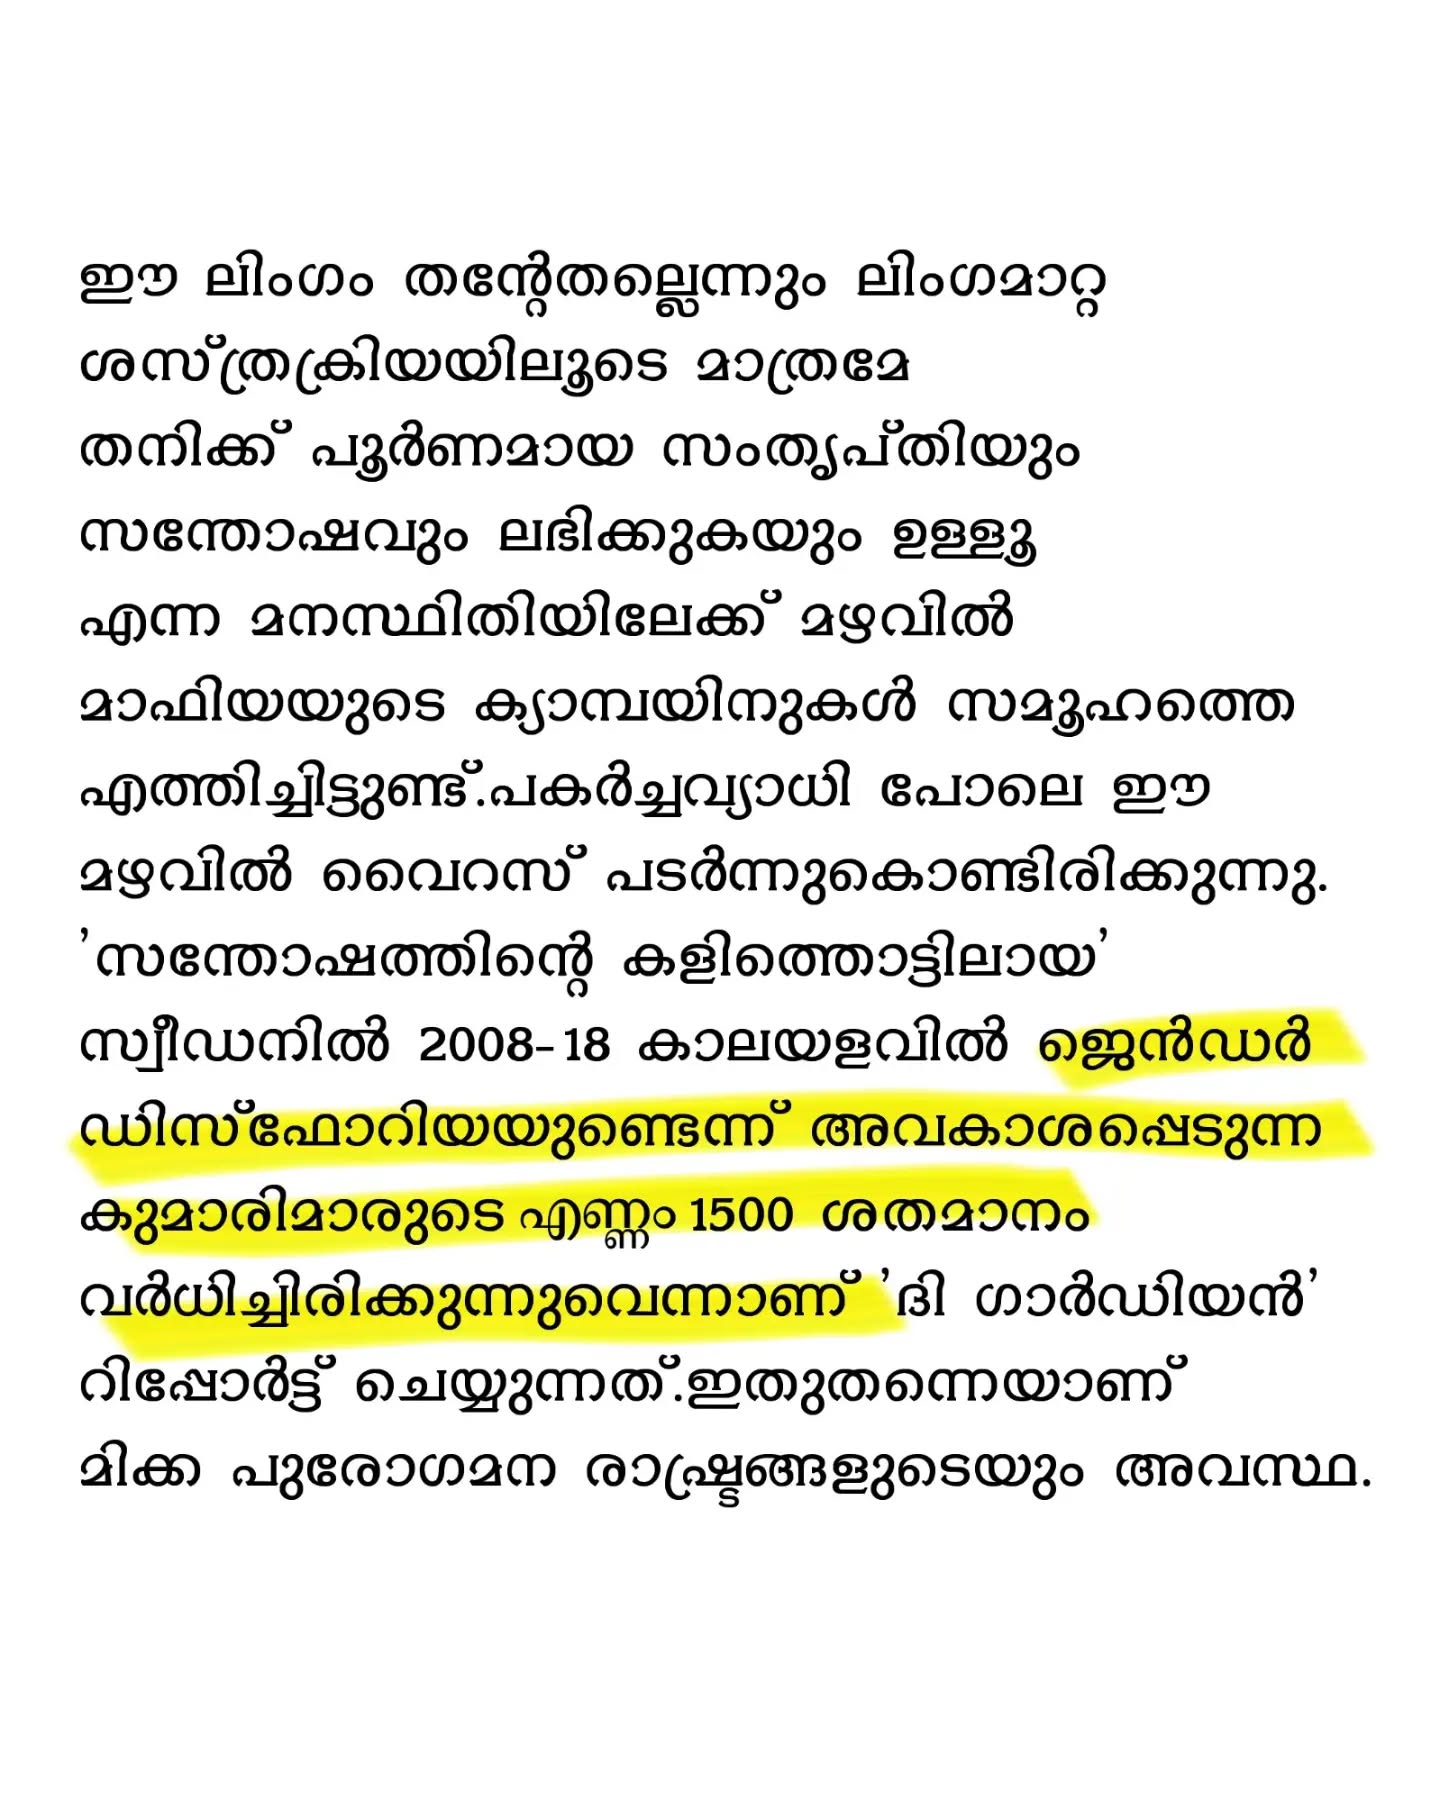 ഈ ലിംഗം തന്റേതല്ലെന്നും ലിംഗമാറ്റ
ശസ്ത്രക്രിയയിലൂടെ മാത്രമേ
തനിക്ക് പൂർണമായ സംതൃപ്തിയും
സന്തോഷവും ലഭിക്കുകയും ഉള്ളൂ
എന്ന മനസ്ഥിതിയിലേക്ക് മഴവിൽ
മാഫിയയുടെ ക്യാമ്പയിനുകൾ സമൂഹത്തെ
എത്തിച്ചിട്ടുണ്ട്.പകർച്ചവ്യാധി പോലെ ഈ
മഴവിൽ വൈറസ് പടർന്നുകൊണ്ടിരിക്കുന്നു.
'സന്തോഷത്തിന്റെ കളിത്തൊട്ടിലായ'
സ്വീഡനിൽ 2008-18 കാലയളവിൽ ജെൻഡർ
ഡിസ്ഫോറിയയുണ്ടെന്ന് അവകാശപ്പെടുന്ന
കുമാരിമാരുടെ എണ്ണം 1500 ശതമാനം
വർധിച്ചിരിക്കുന്നുവെന്നാണ് 'ദി ഗാർഡിയൻ'
റിപ്പോർട്ട് ചെയ്യുന്നത്.ഇതുതന്നെയാണ്
മിക്ക പുരോഗമന രാഷ്ട്രങ്ങളുടെയും അവസ്ഥ.